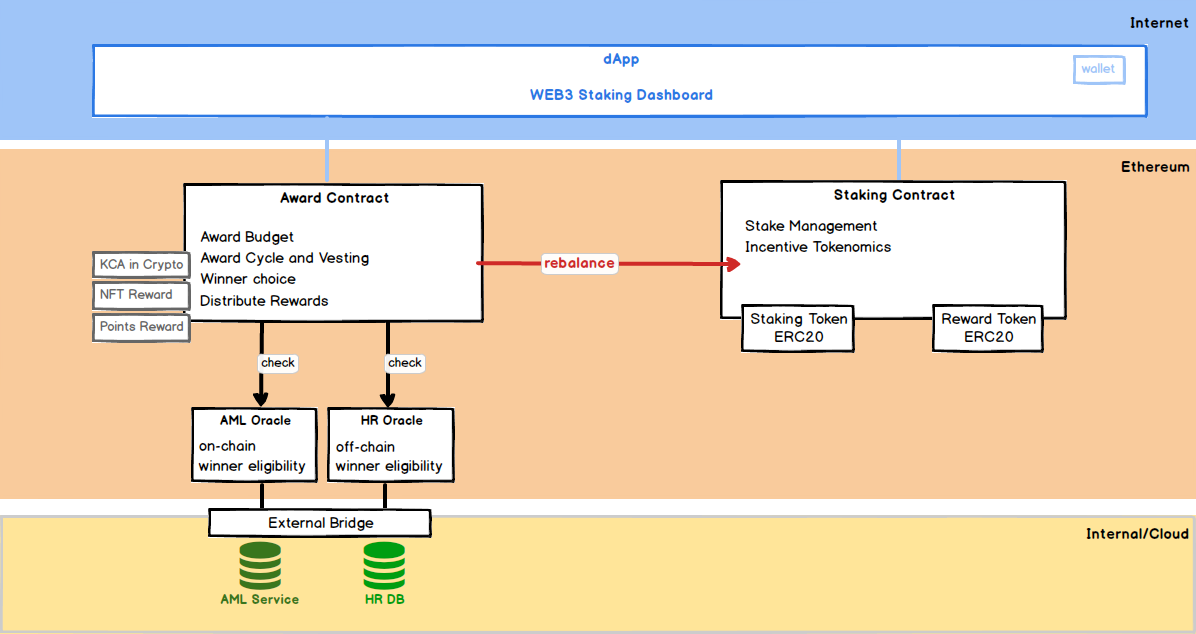 Internet
dApp
wallet
WEB3 Staking Dashboard
Ethereum
Award Contract
Award Budget
Award Cycle and Vesting
Winner choice
Distribute Rewards
KCA in Crypto
NFT Reward
Points Reward
rebalance
Staking Contract
Stake Management
Incentive Tokenomics
Staking Token
ERC20
Reward Token
ERC20
check
check
AML Oracle
on-chain
winner eligibility
HR Oracle
off-chain
winner eligibility
External Bridge
Internal/Cloud
AML Service
HR DB